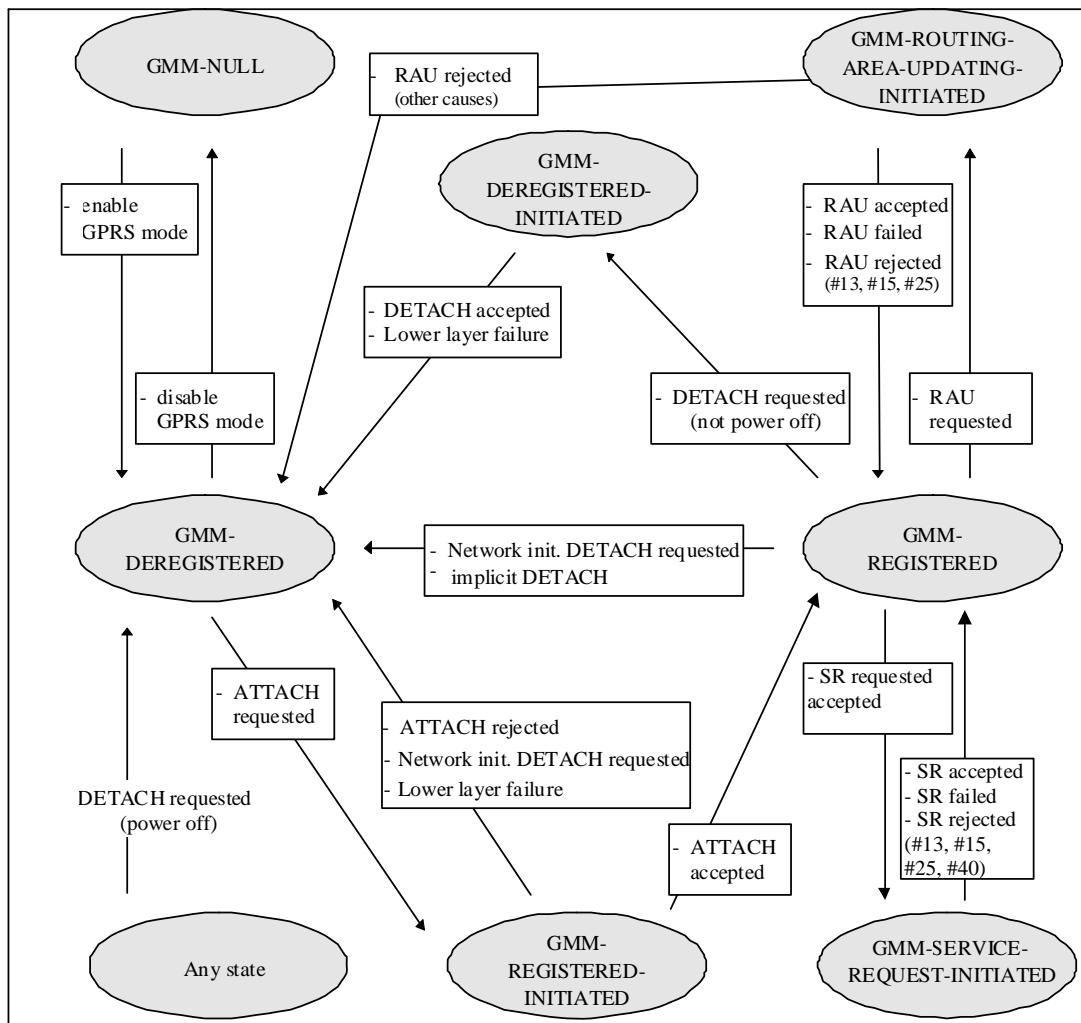 GMM-NULL
- RAU rejected
(other causes)
GMM-ROUTING-
AREA-UPDATING-
INITIATED
GMM-
DEREGISTERED-
INITIATED
- enable
GPRS mode
- RAU accepted
- RAU failed
- RAU rejected
(#13, #15, #25)
- DETACH accepted
- Lower layer failure
- disable
GPRS mode
- DETACH requested
(not power off)
- RAU
requested
GMM-
DEREGISTERED
- Network init. DETACH requested
- implicit DETACH
GMM-
REGISTERED
- ATTACH
requested
- ATTACH rejected
- Network init. DETACH requested
- Lower layer failure
- SR requested
accepted
DETACH requested
(power off)
- ATTACH
accepted
- SR accepted
- SR failed
- SR rejected
(#13, #15,
#25, #40)
Any state
GMM-
REGISTERED-
INITIATED
GMM-SERVICE-
REQUEST-INITIATED